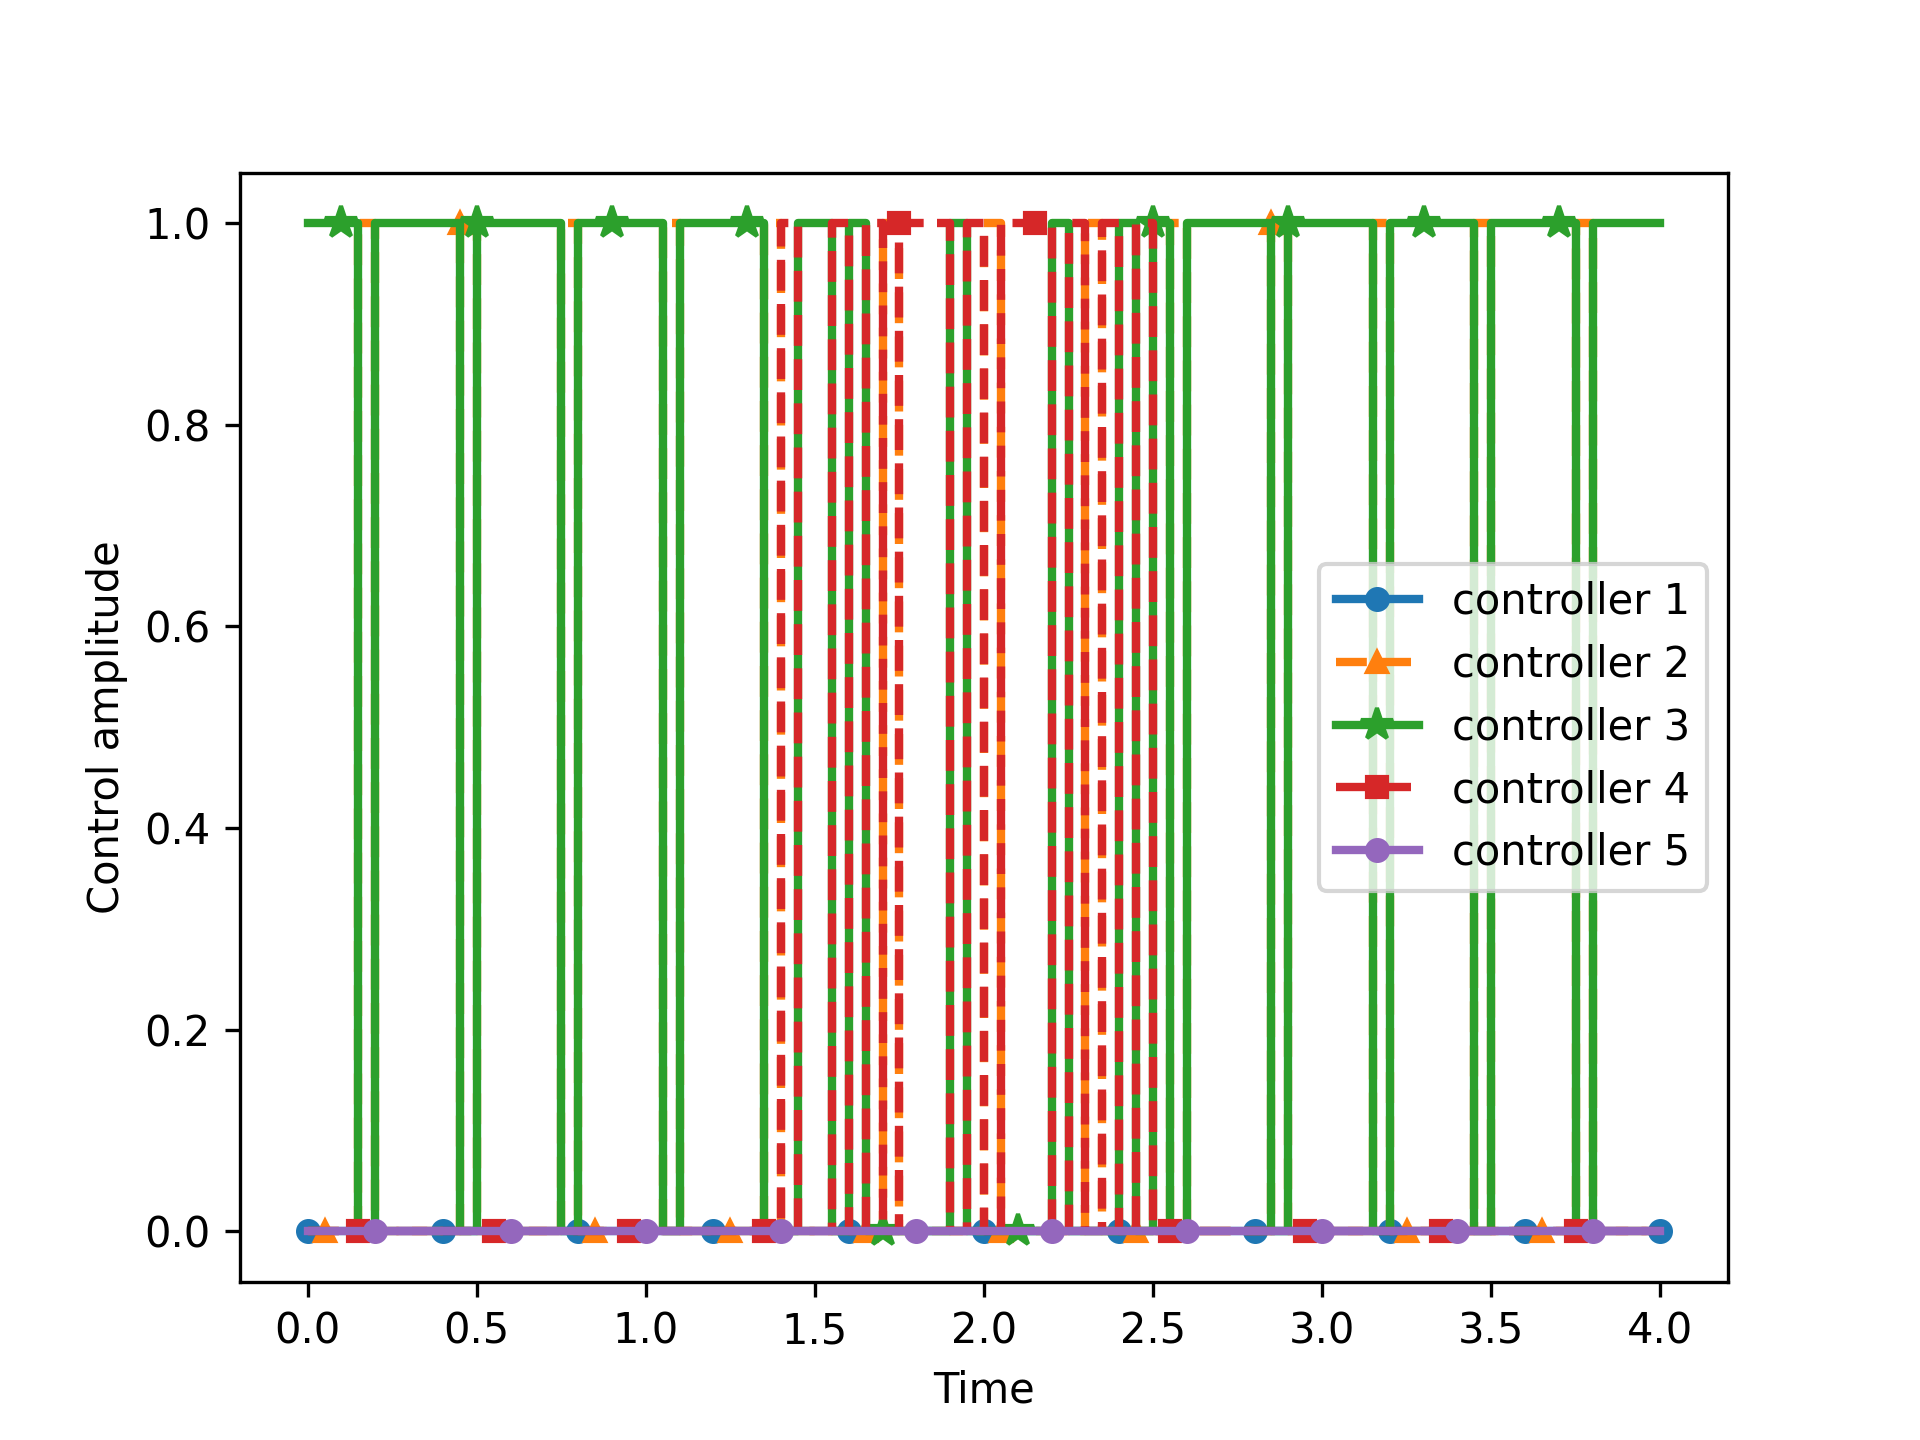 1.0
0.8
0.6
0.4
0.2
0.0
Control amplitude
controller 1
controller 2
controller 3
controller 4
controller 5
0.0 0.5 1.0 1.5 2.0 2.5 3.0 3.5 4.0
Time